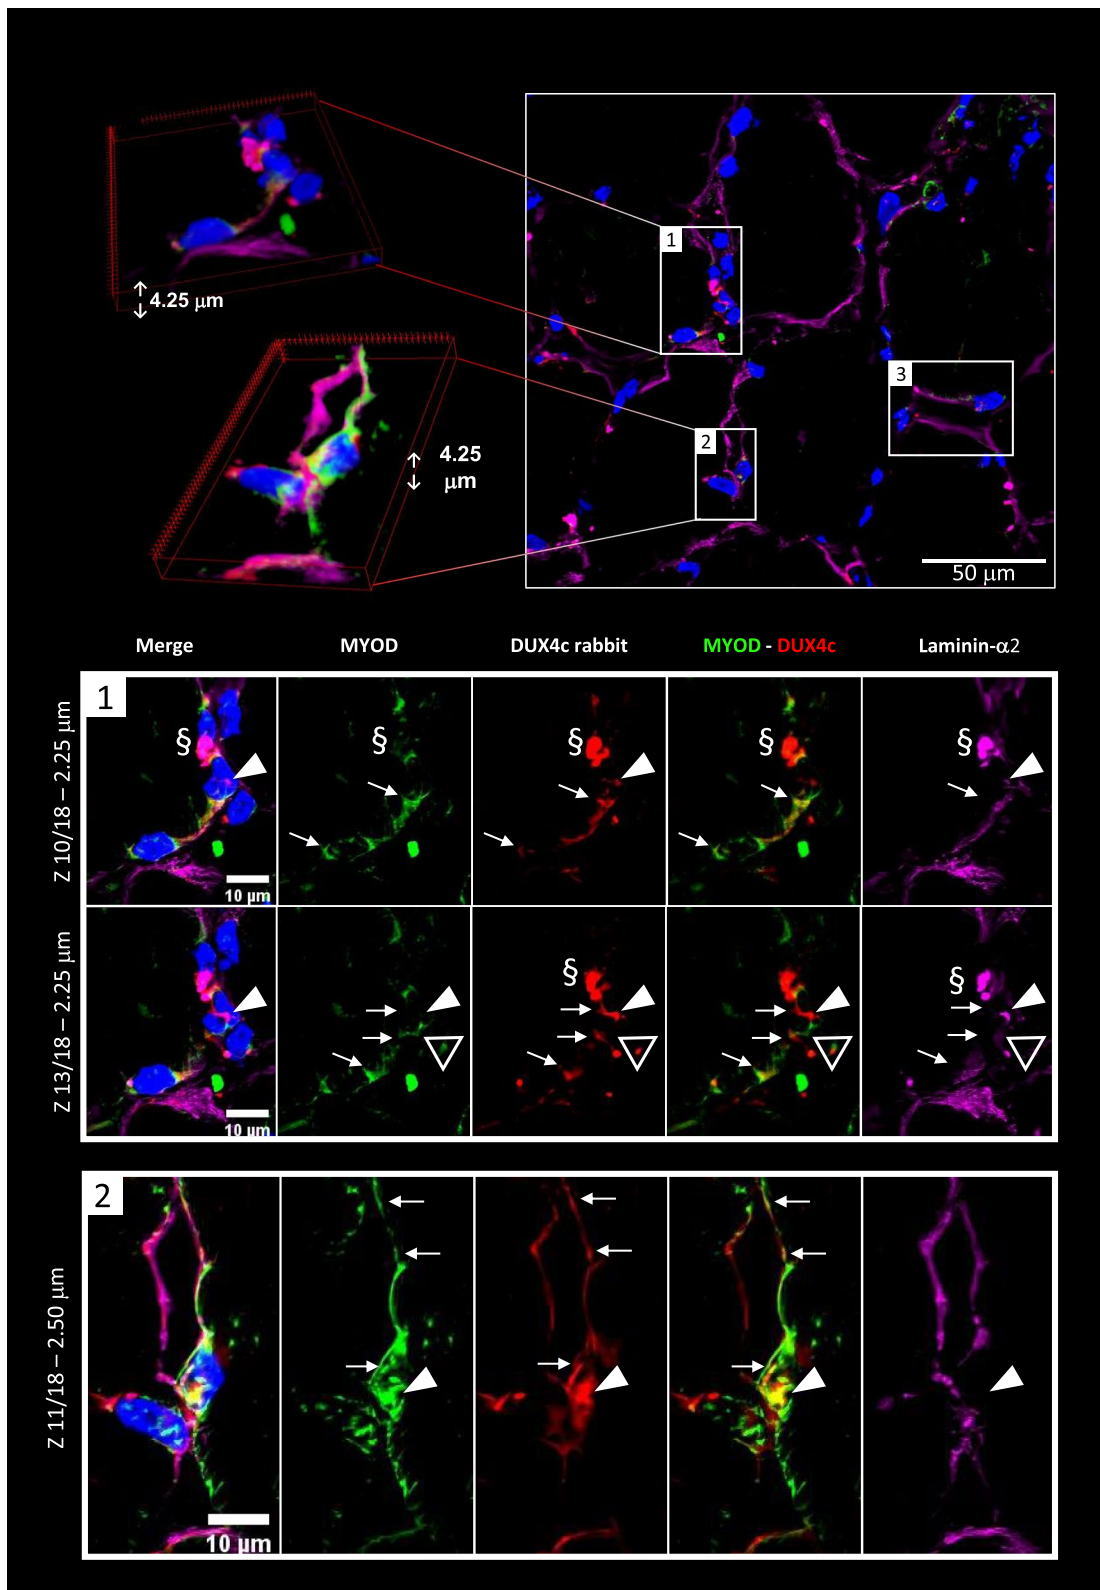 1
4.25 μm
3
2
4.25
μm
50 μm
Merge
MYOD
DUX4c rabbit
MYOD - DUX4c
Laminin-α2
1
Z 10/18 – 2.25 μm
§
§
§
§
§
10 μm
Z 13/18 – 2.25 μm
§
§
10 μm
2
Z 11/18 – 2.50 μm
10 μm